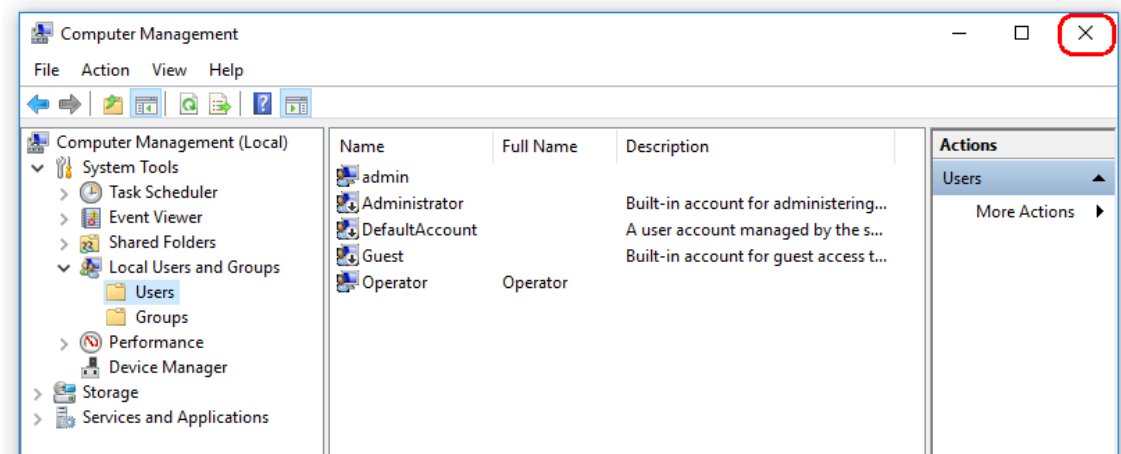 Computer Management
File Action View Help
Computer Management (Local)
System Tools
Task Scheduler
Event Viewer
Shared Folders
Local Users and Groups
Users
Groups
Performance
Device Manager
Storage
Services and Applications
Name Full Name Description
admin
Administrator Built-in account for administering...
DefaultAccount A user account managed by the s...
Guest Built-in account for guest access t...
Operator Operator
Actions
Users
More Actions